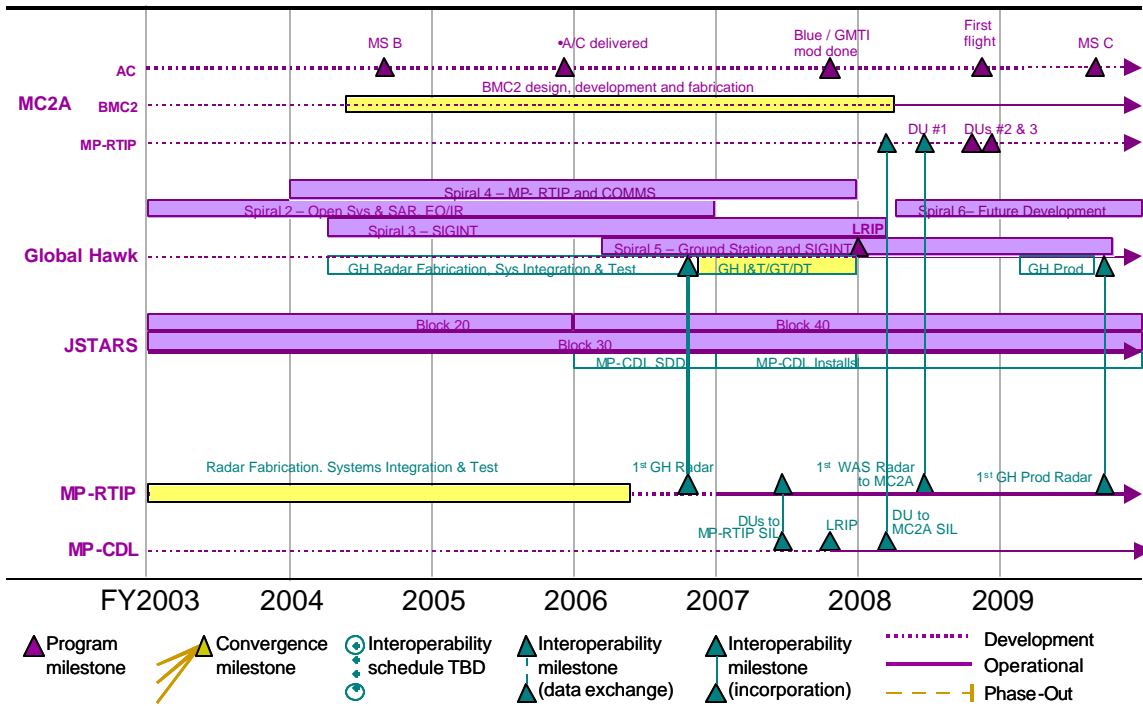 MS B
•A/C delivered
Blue / GMTI
mod done
First
flight
MS C
AC
MC2A
BMC2
BMC2 design, development and fabrication
MP-RTIP
DU #1
DUs #2 & 3
Spiral 4 – MP- RTIP and COMMS
Spiral 2 – Open Sys & SAR, EO/IR
Spiral 6– Future Development
Spiral 3 – SIGINT
LRIP
Spiral 5 – Ground Station and SIGINT
Global Hawk
GH Radar Fabrication. Sys Integration & Test
GH I&T/GT/DT
GH Prod
Block 20
Block 40
JSTARS
Block 30
MP-CDL SDD
MP-CDL Installs
Radar Fabrication. Systems Integration & Test
1st GH Radar
1st WAS Radar
to MC2A
1st GH Prod Radar
MP-RTIP
DUs to
MP-RTIP SIL
LRIP
DU to
MC2A SIL
MP-CDL
FY2003 2004 2005 2006 2007 2008 2009
Program
milestone
Convergence
milestone
Interoperability
schedule TBD
Interoperability
milestone
(data exchange)
Interoperability
milestone
(incorporation)
Development
Operational
Phase-Out